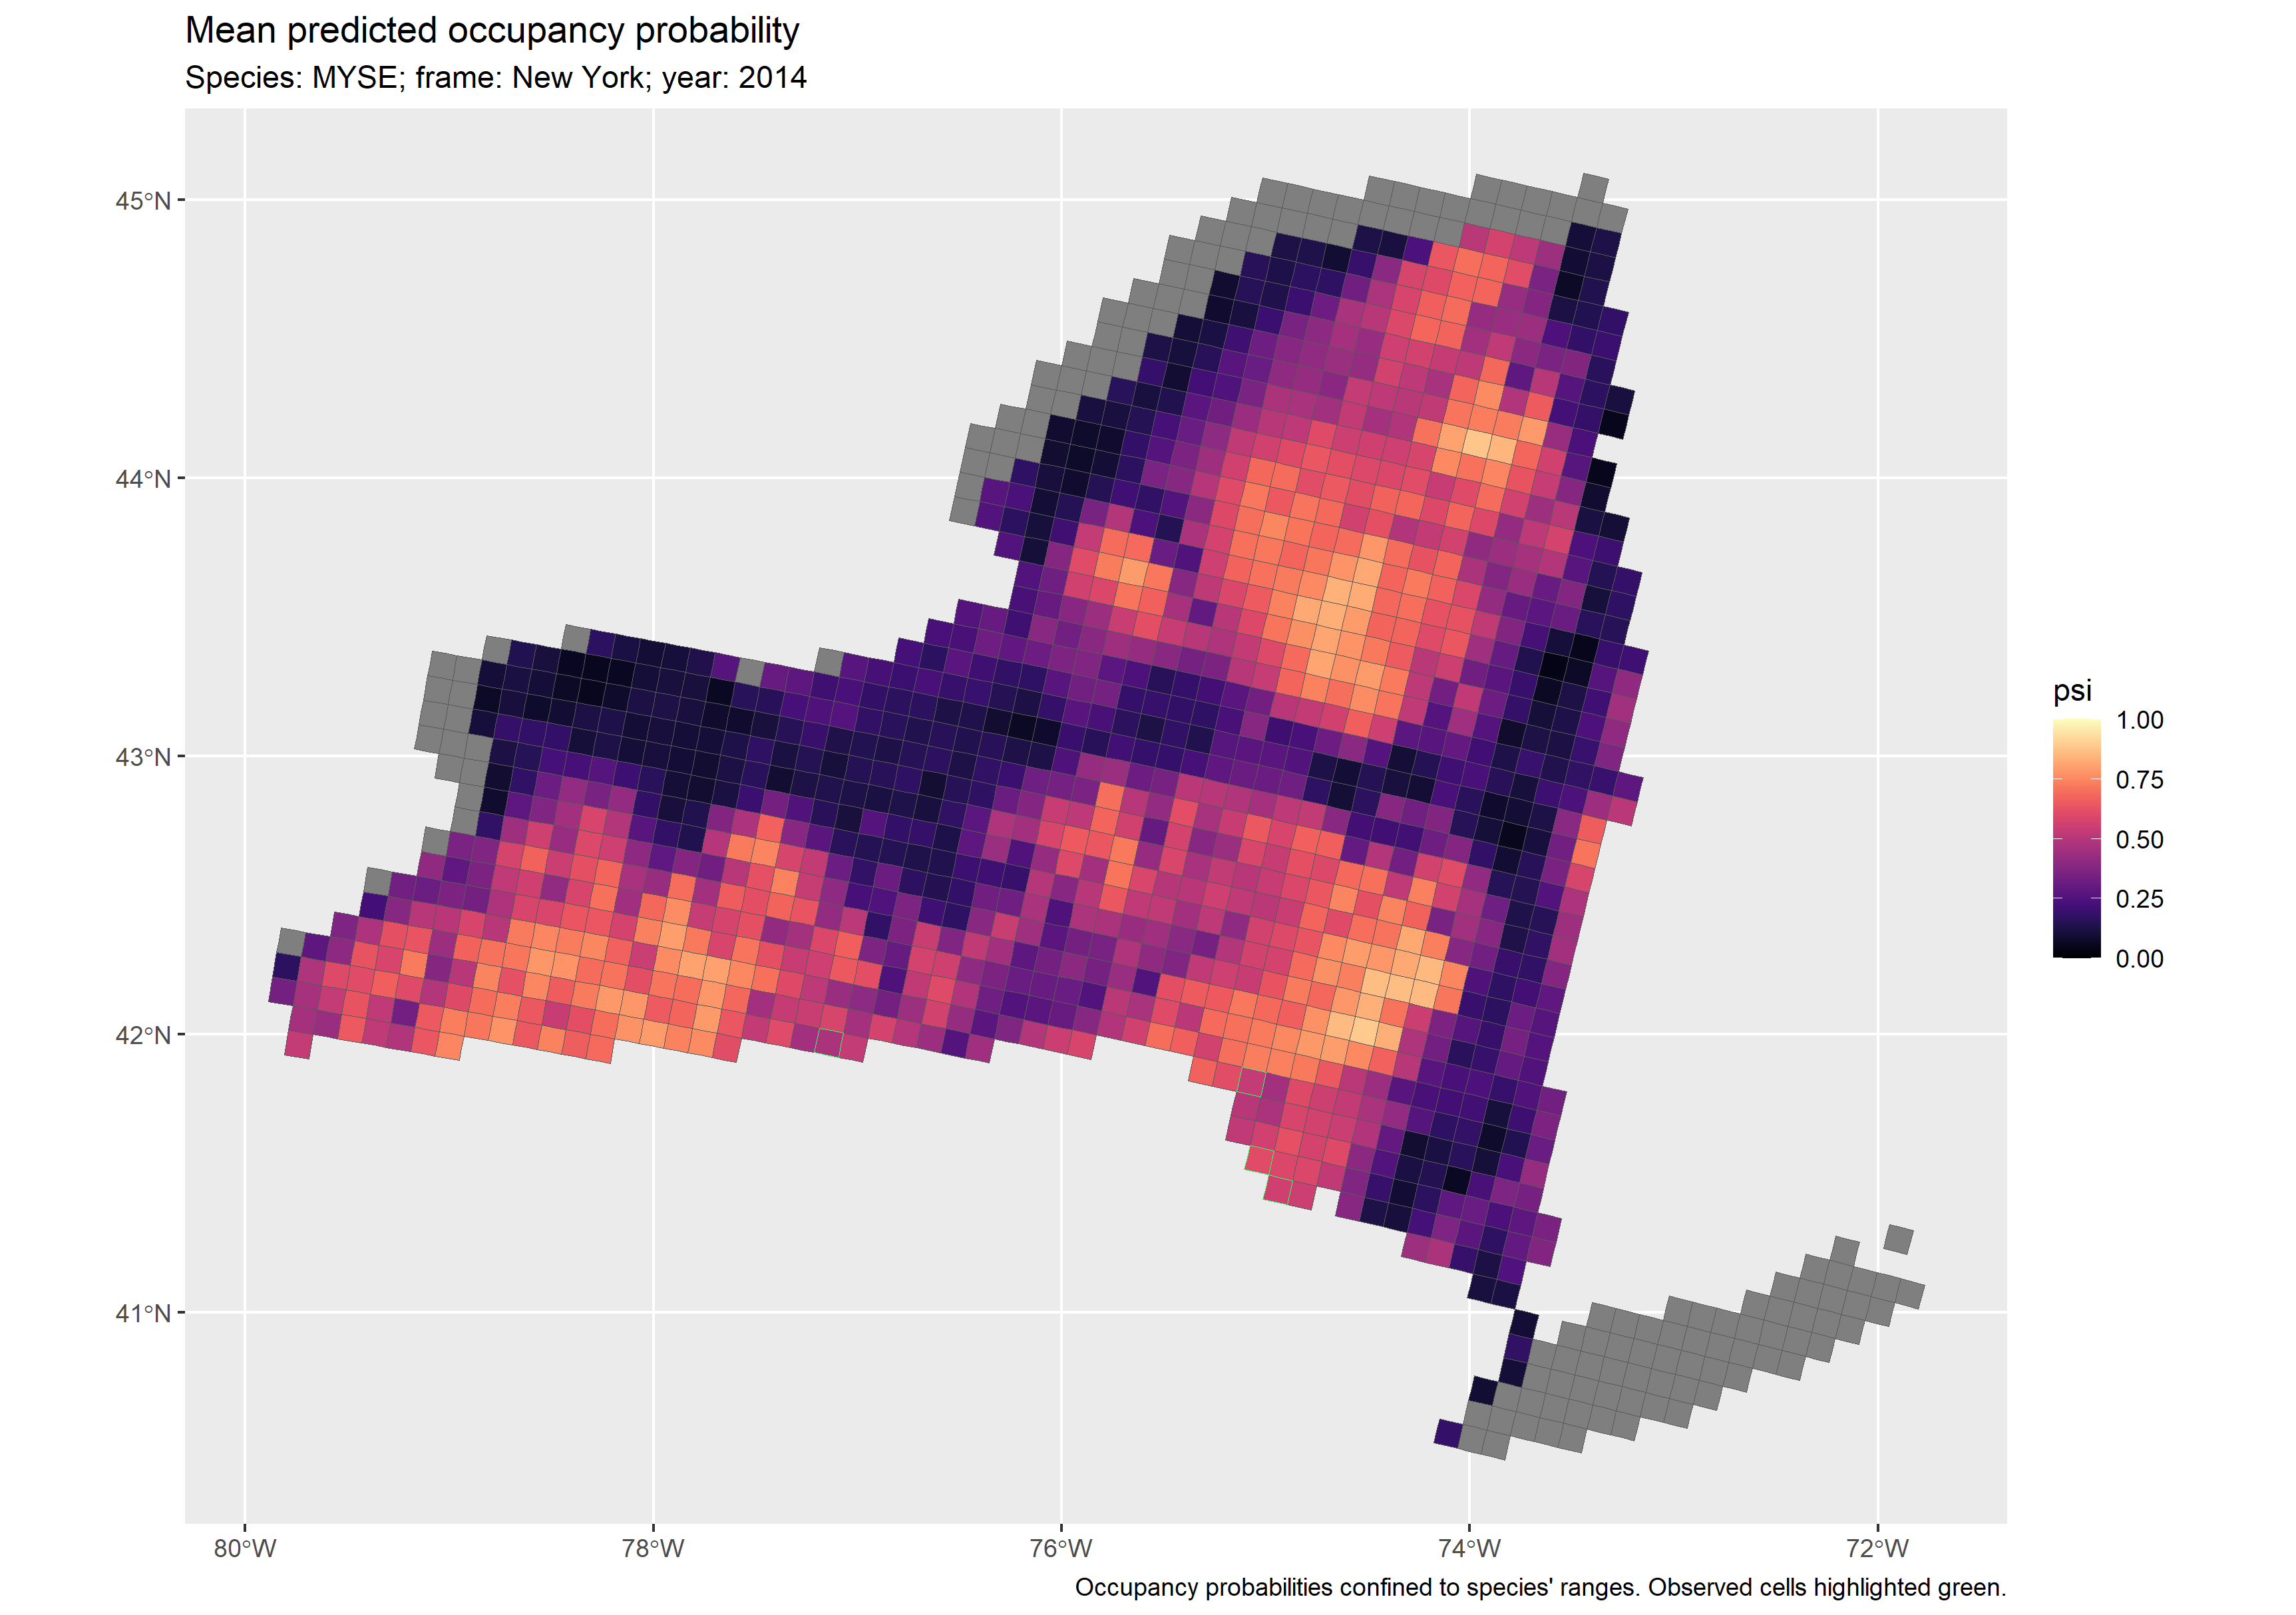 Mean predicted occupancy probability
Species: MYSE; frame: New York; year: 2014
45°N
44°N
43°N
42°N
41°N
80°W
78°W
76°W
74°W
72°W
psi
1.00
0.75
0.50
0.25
0.00
Occupancy probabilities confined to species' ranges. Observed cells highlighted green.